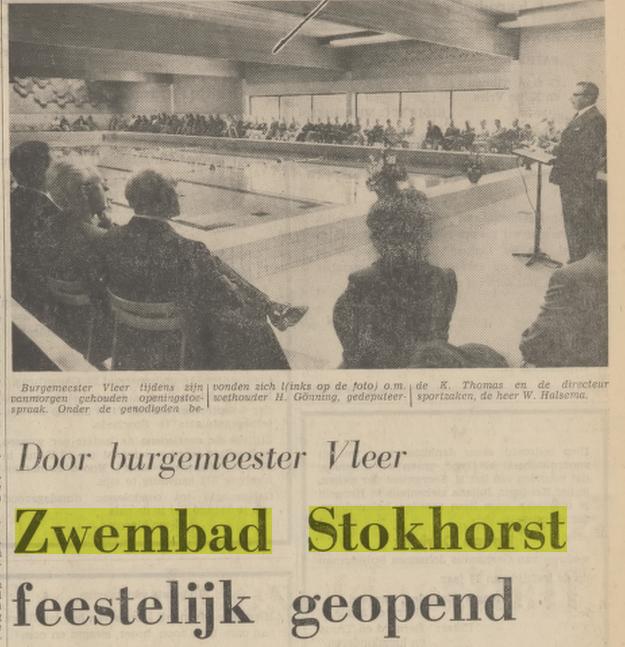 Burgemeester Vleer tijdens zijn
vanmorgen gehouden openingstoe-
spraak. Onder de genodigden be-
vonden zich l(inks op de foto) o.m.
wethouder H. Gönning, gedeputeer-
de K. Thomas en de directeur
sportzaken, de heer W. Halsema.
Door burgemeester Vleer
Zwembad Stokhorst
feestelijk geopend